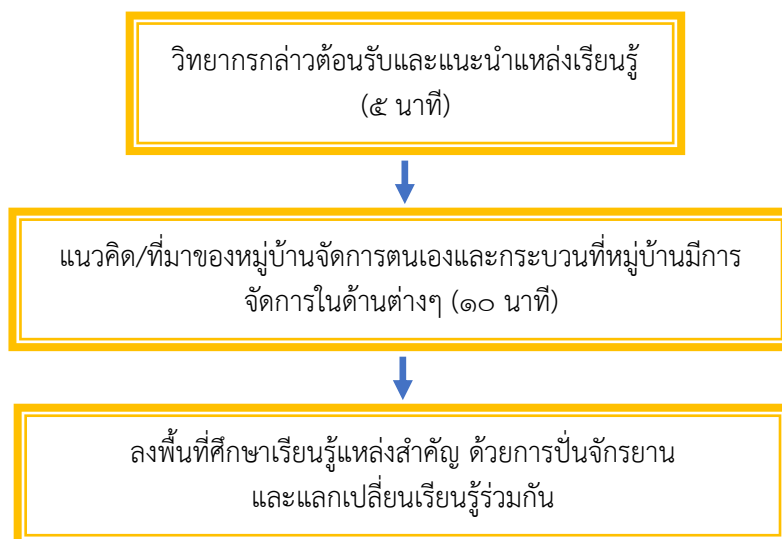 วิทยากรกล่าวต้อนรับและแนะนำแหล่งเรียนรู้
(๕ นาที)
แนวคิด/ที่มาของหมู่บ้านจัดการตนเองและกระบวนที่หมู่บ้านมีการ
จัดการในด้านต่างๆ (๑๐ นาที)
ลงพื้นที่ศึกษาเรียนรู้แหล่งสำคัญ ด้วยการปั่นจักรยาน
และแลกเปลี่ยนเรียนรู้ร่วมกัน